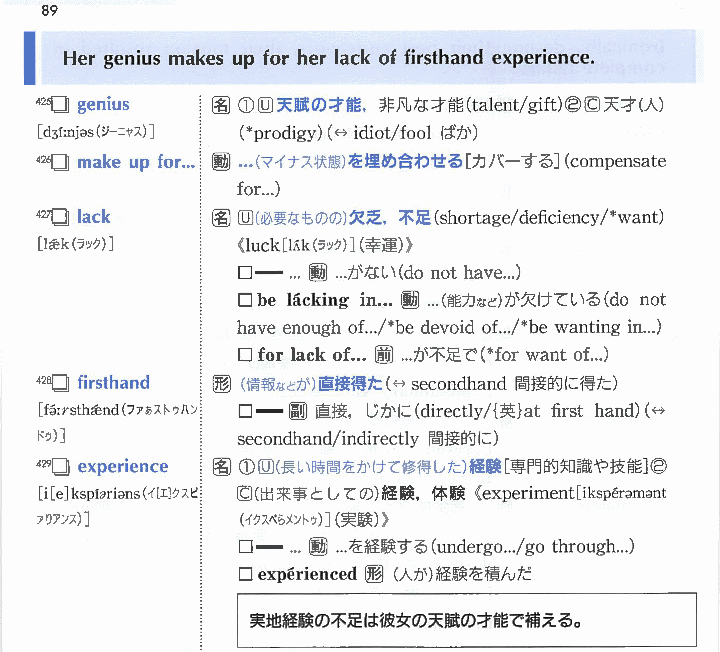 89
Her genius makes up for her lack of firsthand experience.
425 genius
[dʒíːnjəs(ジーニャス)]
名 ①Ⓤ天賦の才能，非凡な才能(talent/gift)②Ⓒ天才(人)
(*prodigy)(↔ idiot/fool ばか)
426 make up for...
動 …(マイナス状態)を埋め合わせる[カバーする](compensate
for...)
427 lack
[lǽk(ラック)]
名 Ⓤ(必要なものの)欠乏，不足(shortage/deficiency/*want)
《luck[lʌ́k(ラック)](幸運)》
□━ … 動 …がない(do not have...)
□ be lácking in... 動 …(能力など)が欠けている(do not
have enough of.../*be devoid of.../*be wanting in...)
□ for lack of... 前 …が不足で(*for want of...)
428 firsthand
[fə́ːrsthǽnd(ファぁストゥハン
ドゥ)]
形 (情報などが)直接得た(↔ secondhand 間接的に得た)
□━ 副 直接，じかに(directly/{英}at first hand)(↔
secondhand/indirectly 間接的に)
429 experience
[i[e]kspíəriəns(イ[エ]クスピ
アリアンス)]
名 ①Ⓤ(長い時間をかけて修得した)経験[専門的知識や技能]②
Ⓒ(出来事としての)経験，体験《experiment[ikspérəmənt
(イクスペらメントゥ)](実験)》
□━ … 動 …を経験する(undergo.../go through...)
□ expérienced 形 (人が)経験を積んだ
実地経験の不足は彼女の天賦の才能で補える。